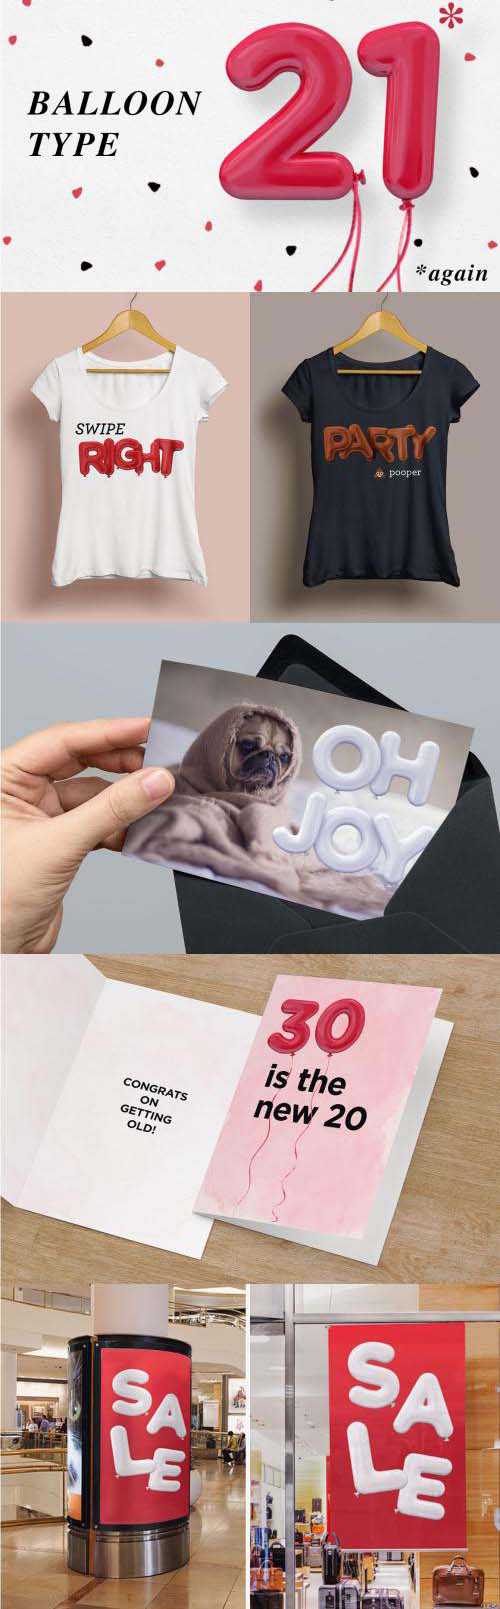 BALLOON
TYPE
21*
*again
SWIPE
RIGHT
PARTY
pooper
OH
JOY
30
is the
new 20
CONGRATS
ON
GETTING
OLD!
SA
LE
SA
LE